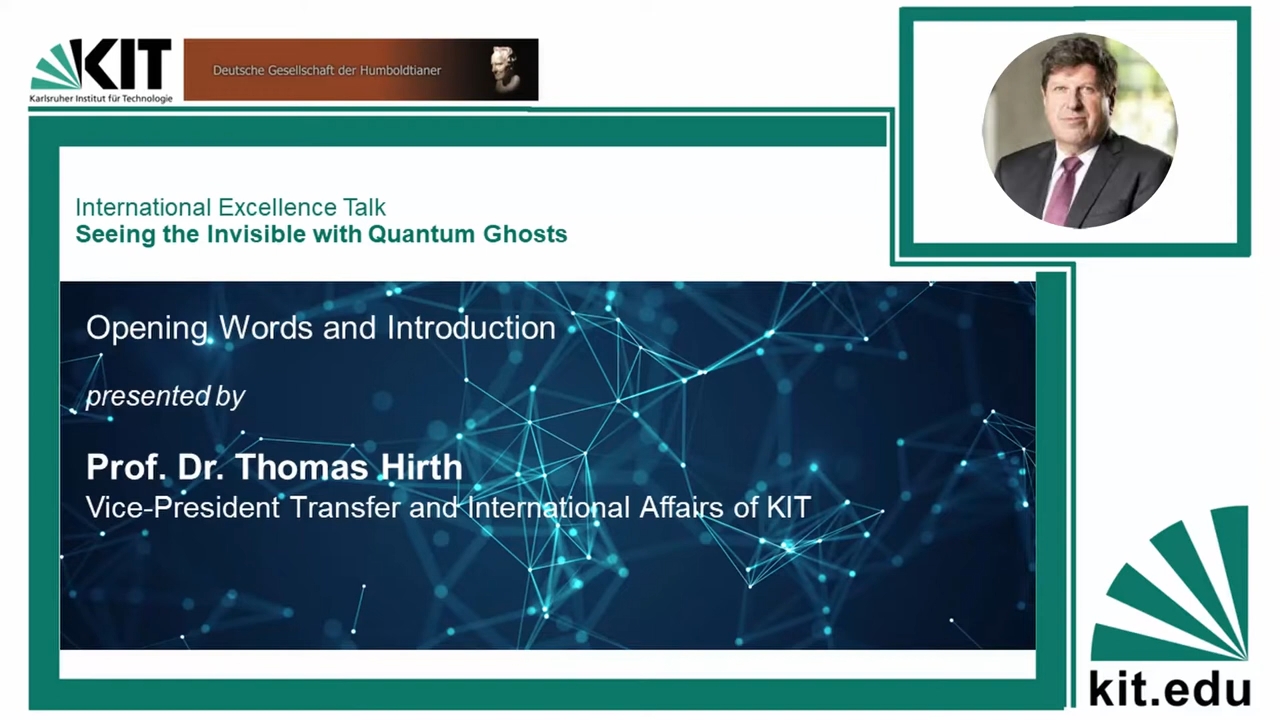 KIT
Karlsruher Institut für Technologie
Deutsche Gesellschaft der Humboldtianer
International Excellence Talk
Seeing the Invisible with Quantum Ghosts
Opening Words and Introduction
presented by
Prof. Dr. Thomas Hirth
Vice-President Transfer and International Affairs of KIT
kit.edu